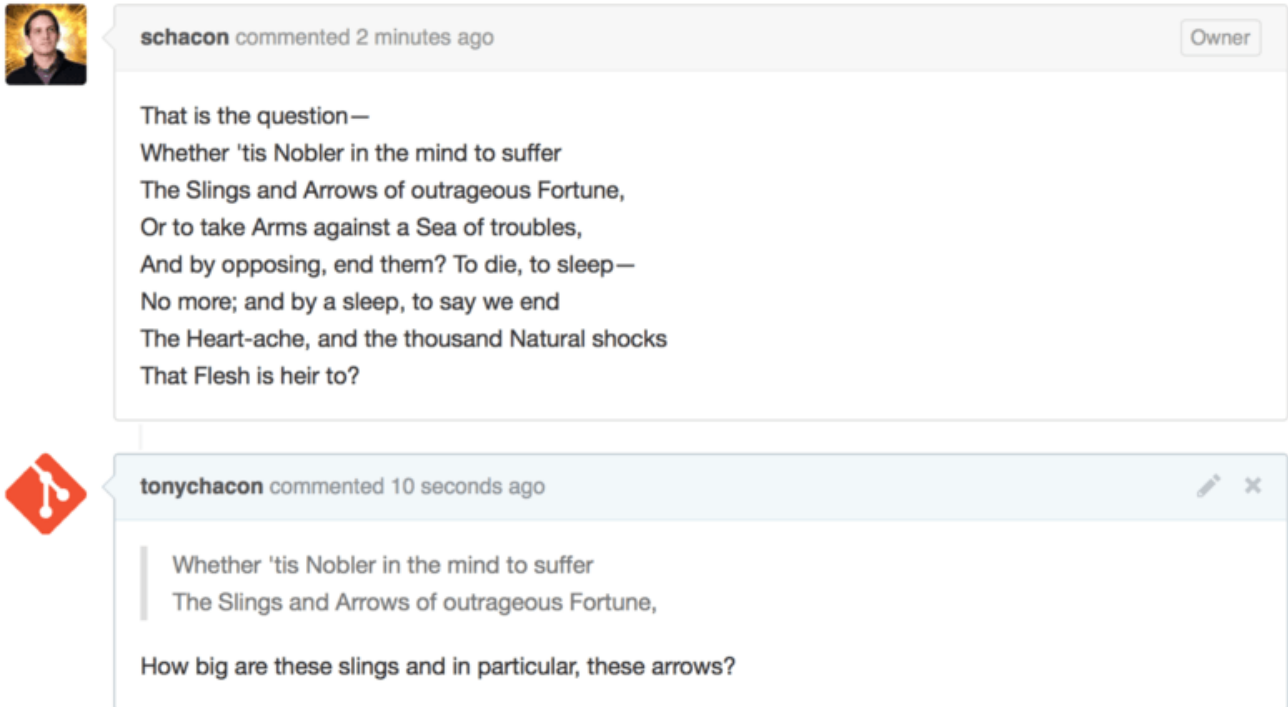 schacon commented 2 minutes ago
Owner
That is the question—
Whether 'tis Nobler in the mind to suffer
The Slings and Arrows of outrageous Fortune,
Or to take Arms against a Sea of troubles,
And by opposing, end them? To die, to sleep—
No more; and by a sleep, to say we end
The Heart-ache, and the thousand Natural shocks
That Flesh is heir to?
tonychacon commented 10 seconds ago
Whether 'tis Nobler in the mind to suffer
The Slings and Arrows of outrageous Fortune,
How big are these slings and in particular, these arrows?